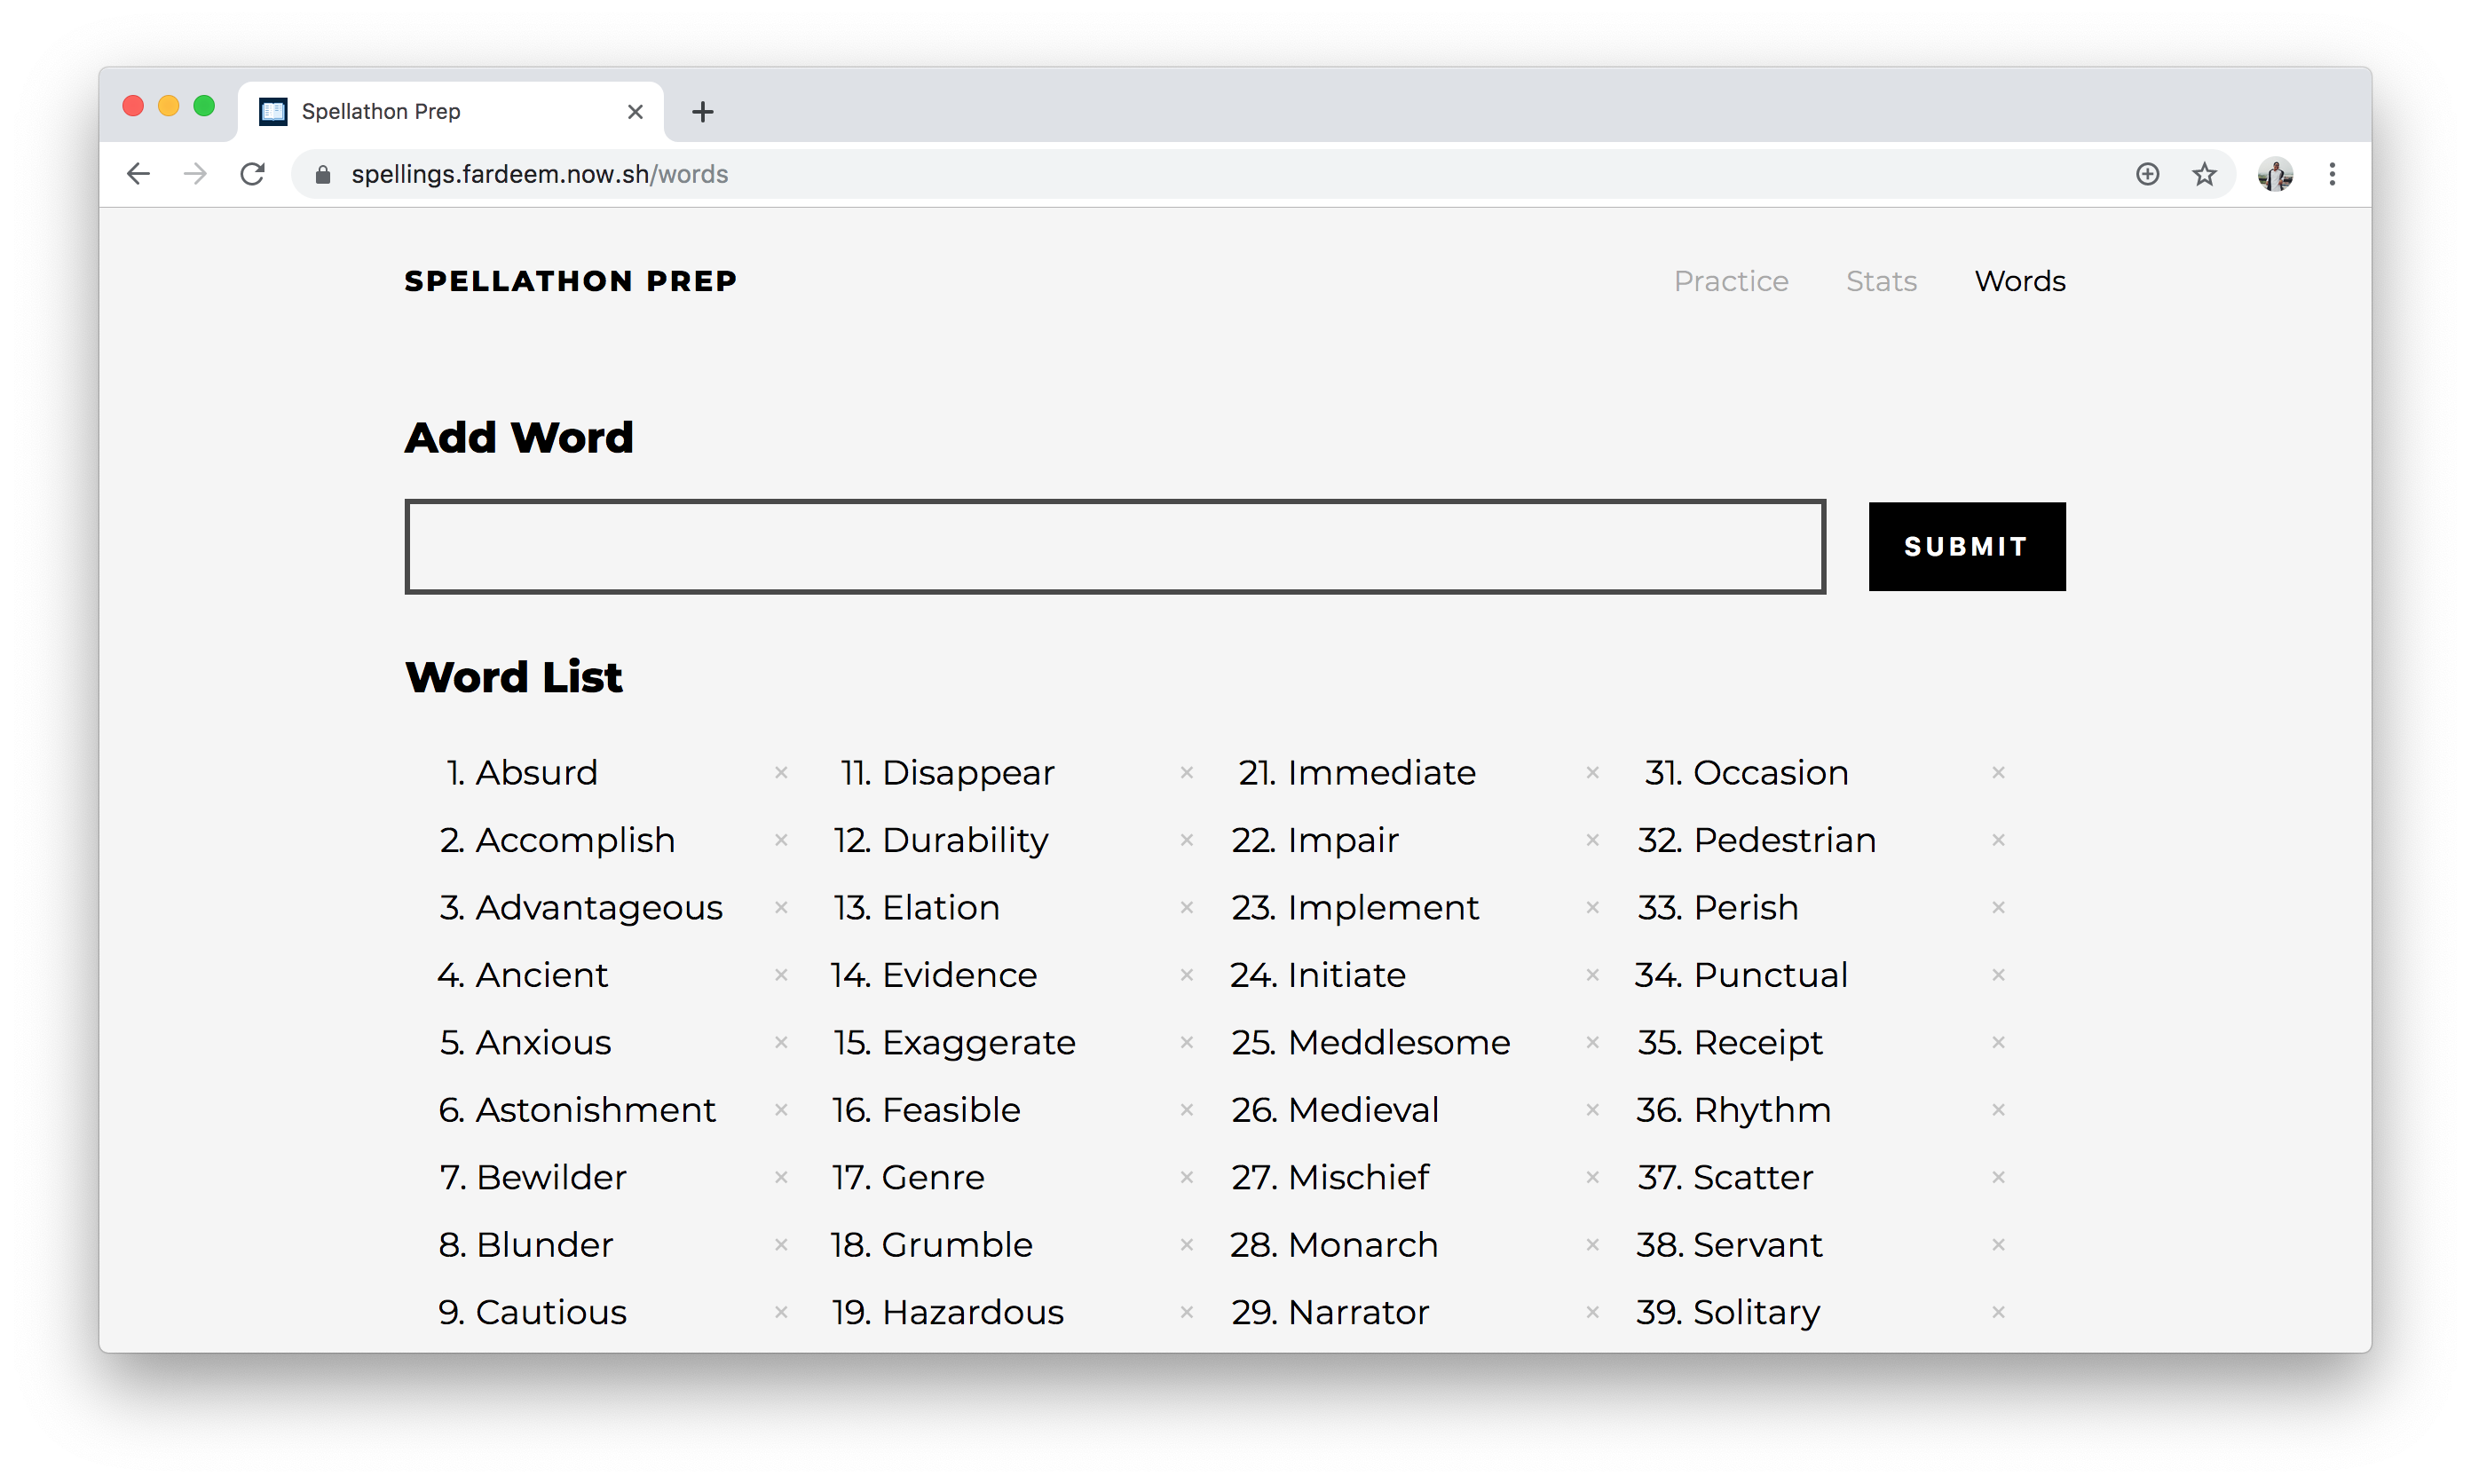 Spellathon Prep
spellings.fardeem.now.sh/words
SPELLATHON PREP
Practice Stats Words
Add Word
SUBMIT
Word List
1. Absurd ×
2. Accomplish ×
3. Advantageous ×
4. Ancient ×
5. Anxious ×
6. Astonishment ×
7. Bewilder ×
8. Blunder ×
9. Cautious ×
11. Disappear ×
12. Durability ×
13. Elation ×
14. Evidence ×
15. Exaggerate ×
16. Feasible ×
17. Genre ×
18. Grumble ×
19. Hazardous ×
21. Immediate ×
22. Impair ×
23. Implement ×
24. Initiate ×
25. Meddlesome ×
26. Medieval ×
27. Mischief ×
28. Monarch ×
29. Narrator ×
31. Occasion ×
32. Pedestrian ×
33. Perish ×
34. Punctual ×
35. Receipt ×
36. Rhythm ×
37. Scatter ×
38. Servant ×
39. Solitary ×